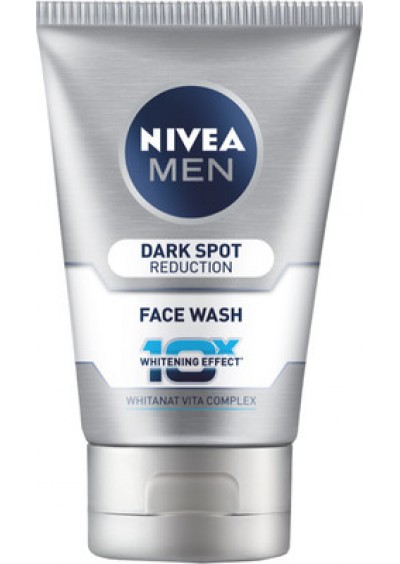 NIVEA
MEN
DARK SPOT
REDUCTION
FACE WASH
10X
WHITENING EFFECT*
WHITANAT VITA COMPLEX